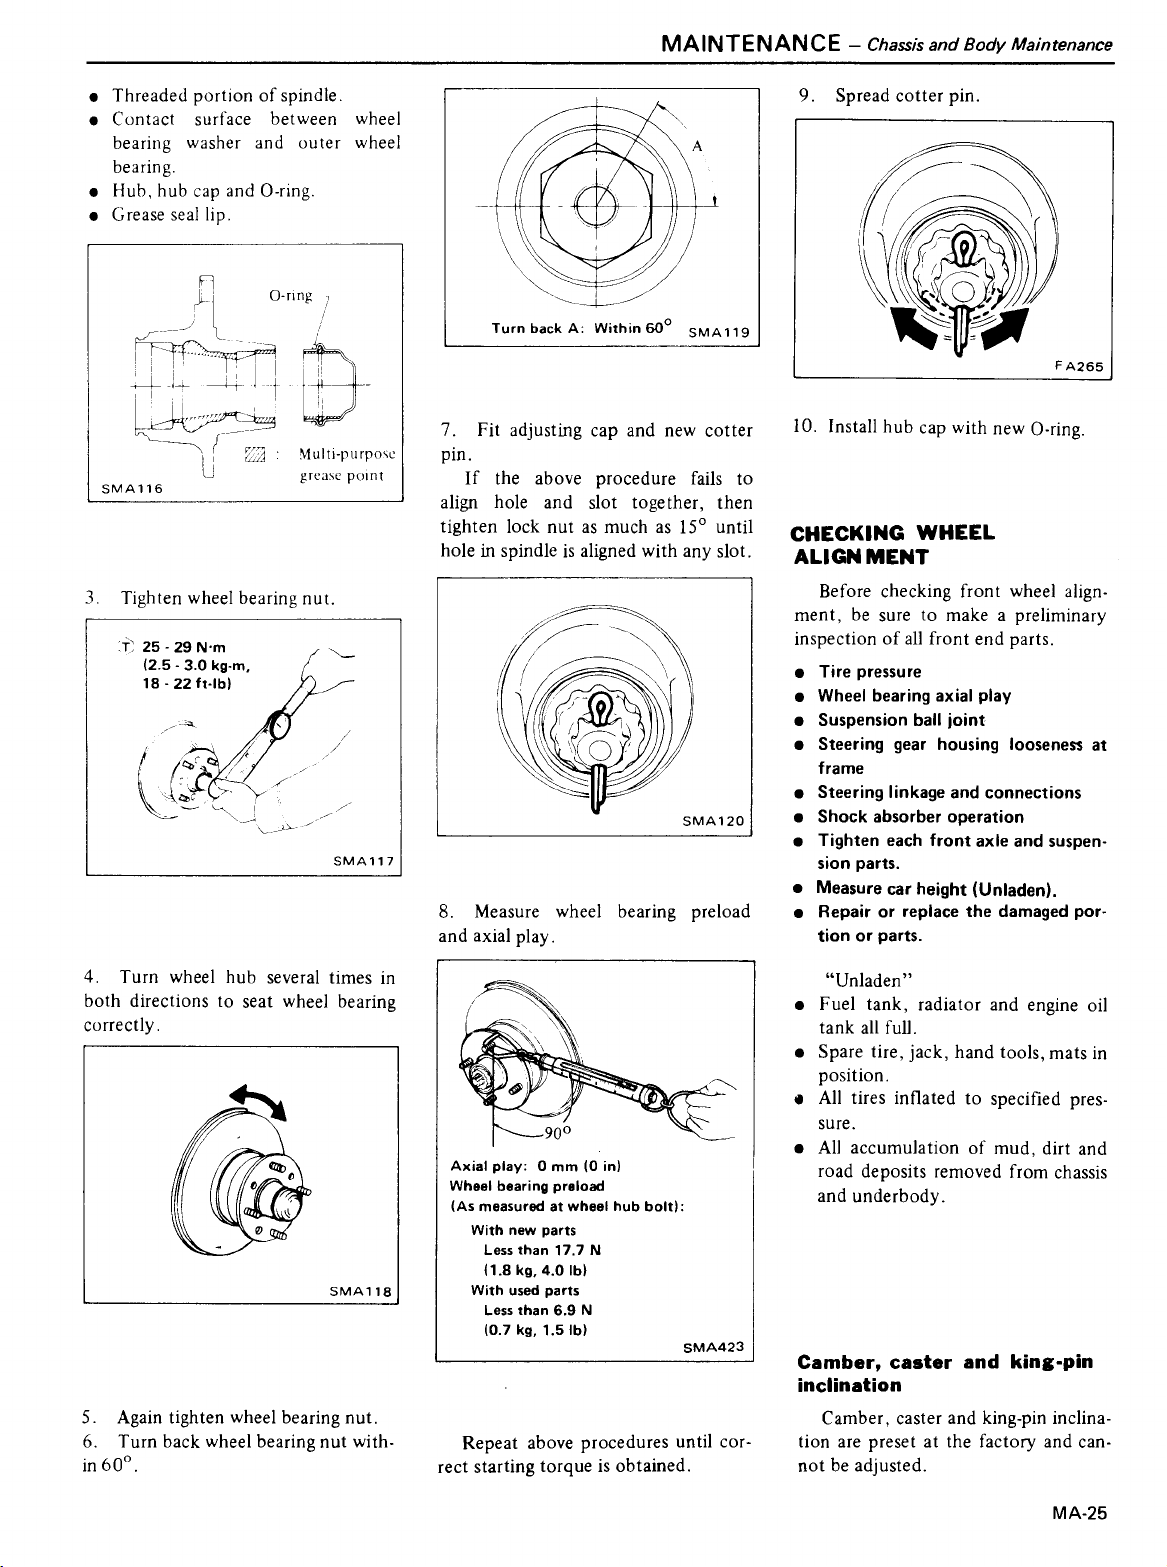 MAINTENANCE – Chassis and Body Maintenance
• Threaded portion of spindle.
• Contact surface between wheel
bearing washer and outer wheel
bearing.
• Hub, hub cap and O-ring.
• Grease seal lip.
O-ring
: Multi-purpose
grease point
SMA116
3. Tighten wheel bearing nut.
T 25 - 29 N·m
(2.5 - 3.0 kg-m,
18 - 22 ft-lb)
SMA117
4. Turn wheel hub several times in
both directions to seat wheel bearing
correctly.
SMA118
5. Again tighten wheel bearing nut.
6. Turn back wheel bearing nut with-
in 60°.
A
Turn back A: Within 60°
SMA119
7. Fit adjusting cap and new cotter
pin.
If the above procedure fails to
align hole and slot together, then
tighten lock nut as much as 15° until
hole in spindle is aligned with any slot.
SMA120
8. Measure wheel bearing preload
and axial play.
90°
Axial play: 0 mm (0 in)
Wheel bearing preload
(As measured at wheel hub bolt):
With new parts
Less than 17.7 N
(1.8 kg, 4.0 lb)
With used parts
Less than 6.9 N
(0.7 kg, 1.5 lb)
SMA423
Repeat above procedures until cor-
rect starting torque is obtained.
9. Spread cotter pin.
FA265
10. Install hub cap with new O-ring.
CHECKING WHEEL
ALIGNMENT
Before checking front wheel align-
ment, be sure to make a preliminary
inspection of all front end parts.
• Tire pressure
• Wheel bearing axial play
• Suspension ball joint
• Steering gear housing looseness at
frame
• Steering linkage and connections
• Shock absorber operation
• Tighten each front axle and suspen-
sion parts.
• Measure car height (Unladen).
• Repair or replace the damaged por-
tion or parts.
“Unladen”
• Fuel tank, radiator and engine oil
tank all full.
• Spare tire, jack, hand tools, mats in
position.
• All tires inflated to specified pres-
sure.
• All accumulation of mud, dirt and
road deposits removed from chassis
and underbody.
Camber, caster and king-pin
inclination
Camber, caster and king-pin inclina-
tion are preset at the factory and can-
not be adjusted.
MA-25